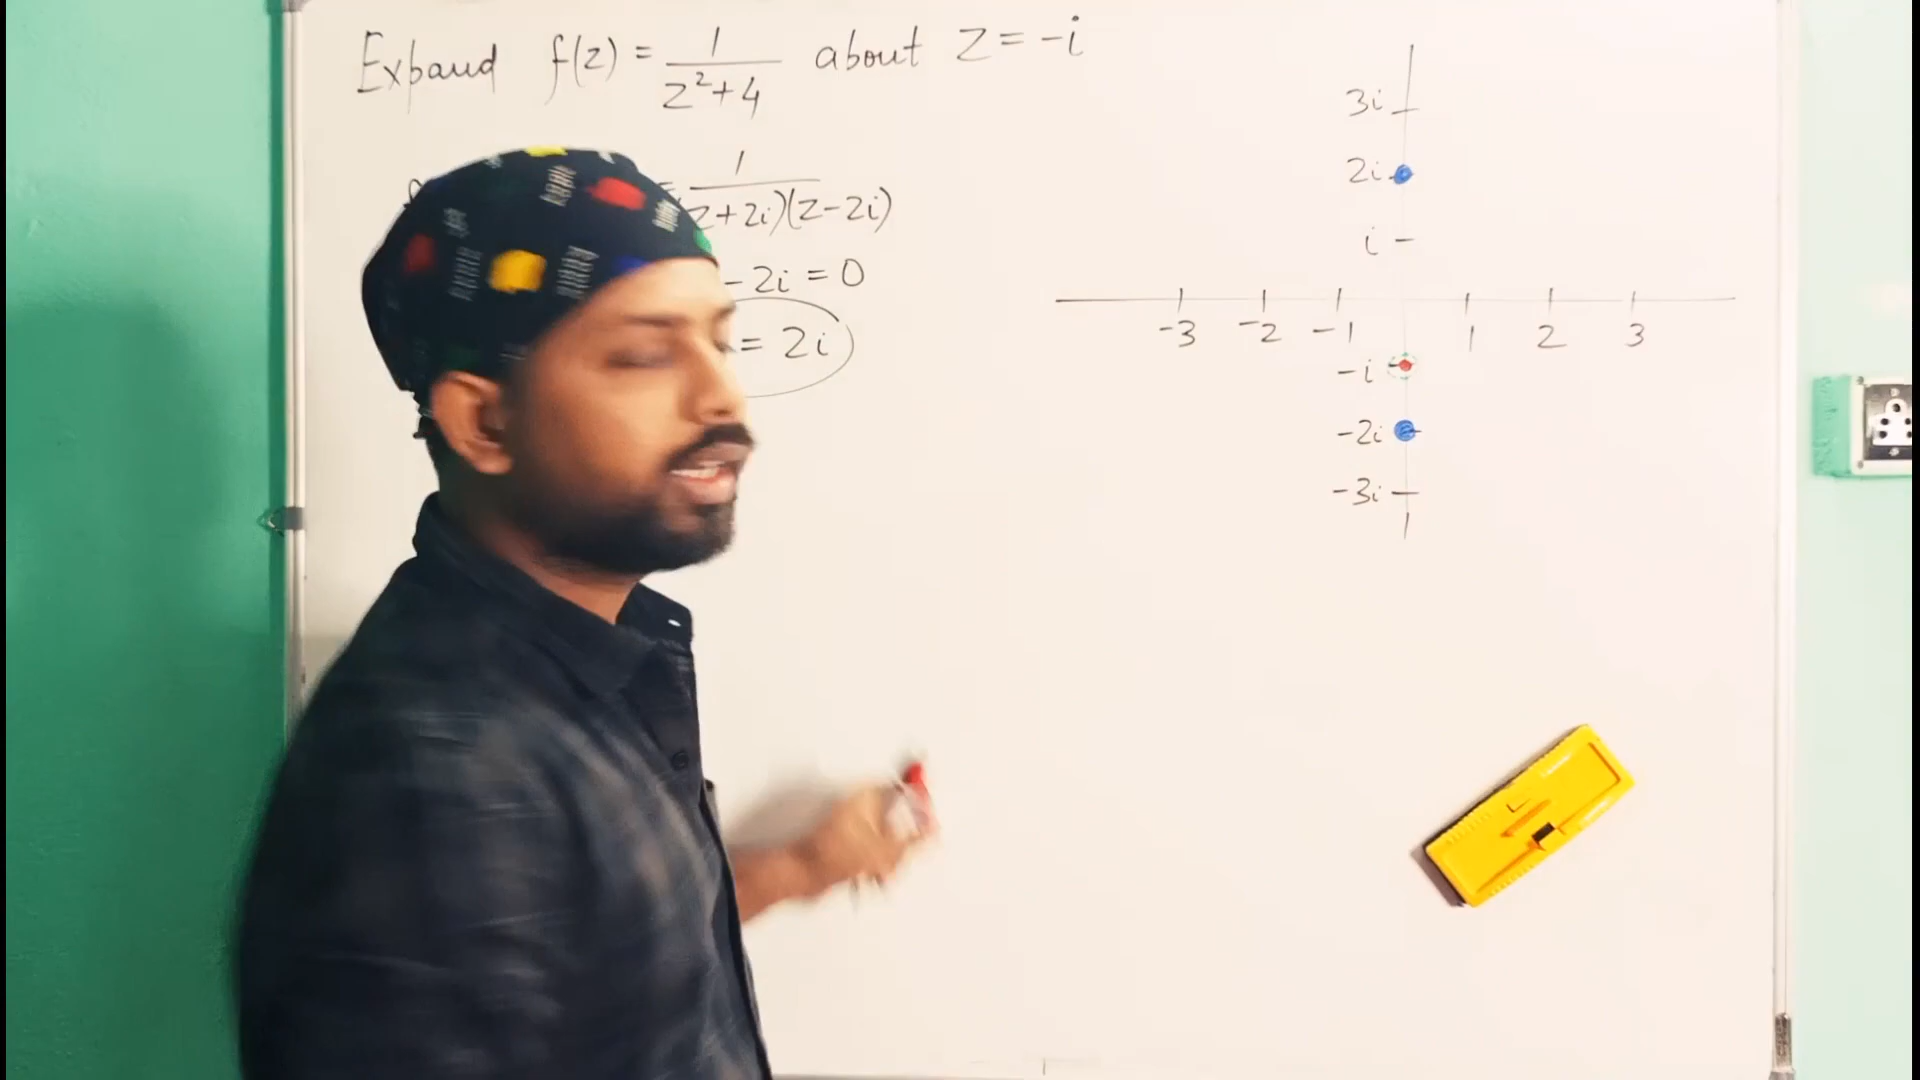 Expand f(z) = 1/(z²+4) about z = -i
= 1/(z+2i)(z-2i)
-2i = 0
= 2i
3i
2i
i
-3 -2 -1 1 2 3
-i
-2i
-3i